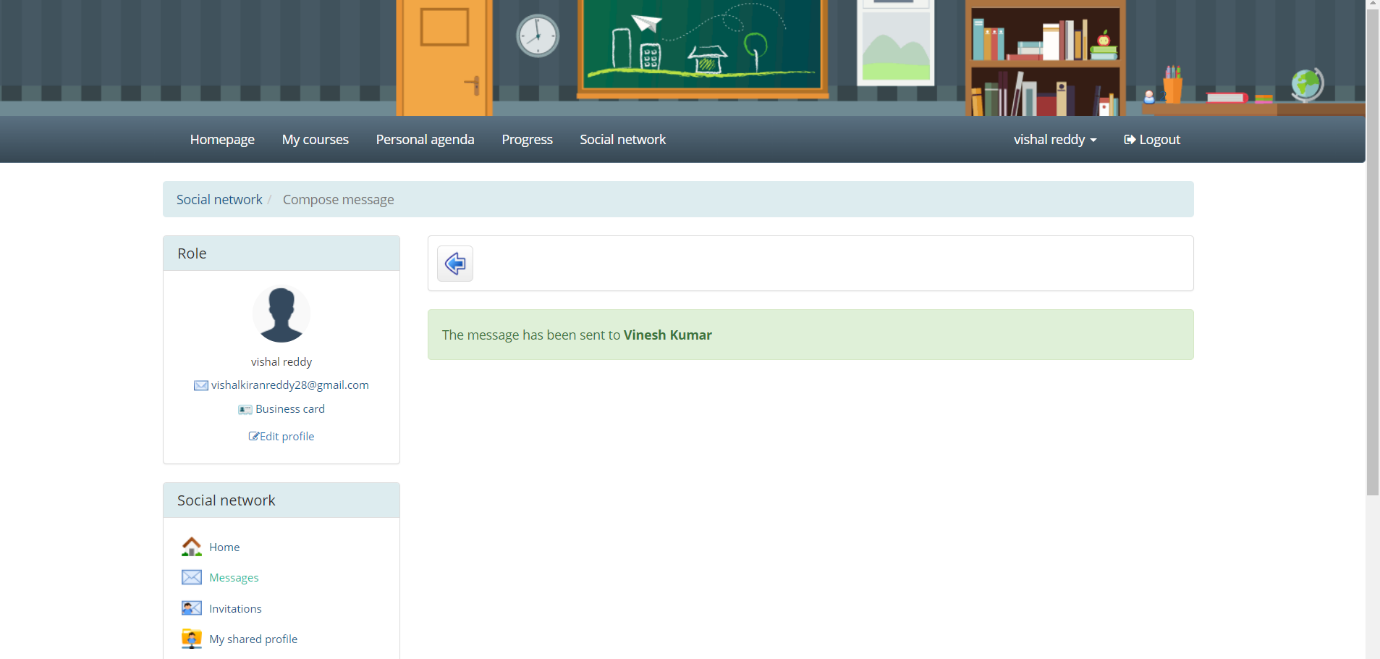 Homepage My courses Personal agenda Progress Social network vishal reddy Logout
Social network / Compose message
Role
vishal reddy
vishalkiranreddy28@gmail.com
Business card
Edit profile
The message has been sent to Vinesh Kumar
Social network
Home
Messages
Invitations
My shared profile